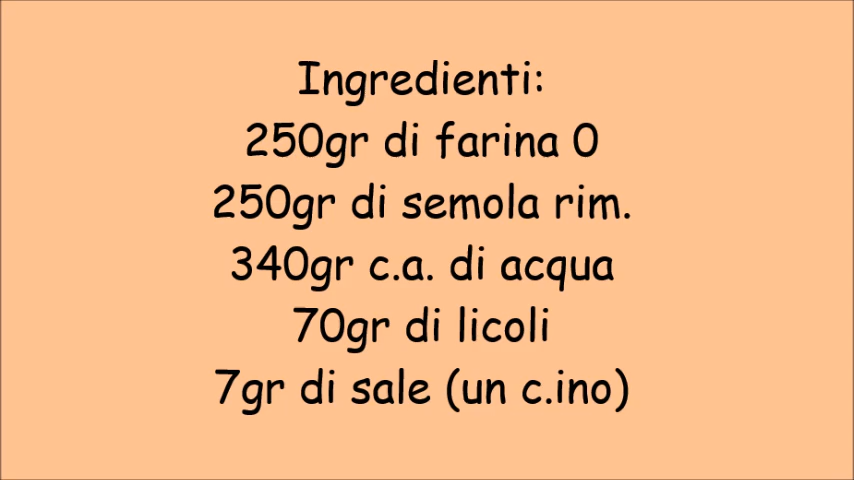 Ingredienti:
250gr di farina 0
250gr di semola rim.
340gr c.a. di acqua
70gr di licoli
7gr di sale (un c.ino)